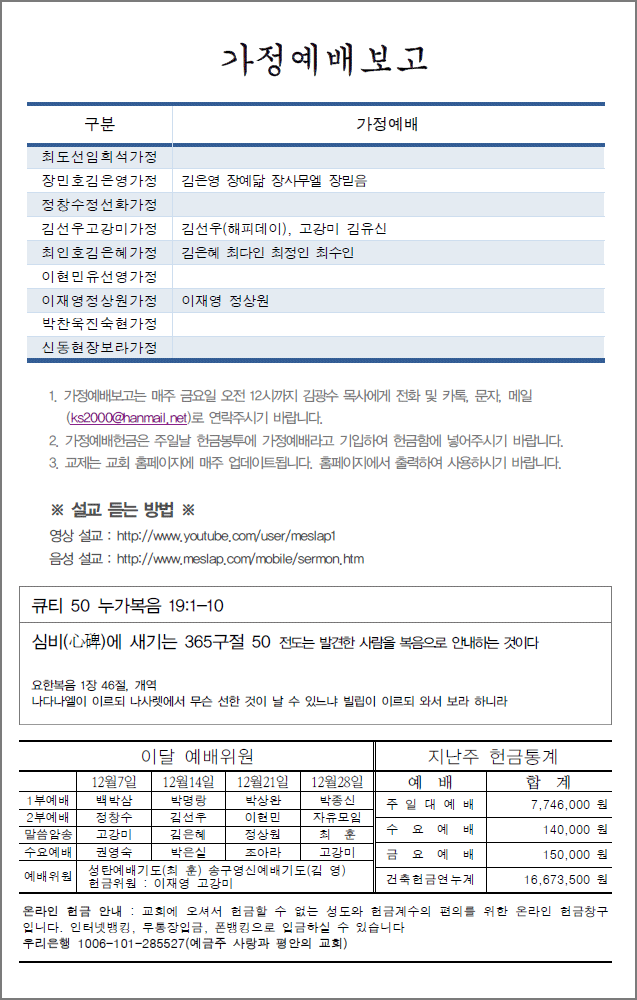 가정예배보고
구분 가정예배
최도선임희석가정
장민호김은영가정 김은영 장예닮 장사무엘 장믿음
정창수정선화가정
김선우고강미가정 김선우(해피데이), 고강미 김유신
최인호김은혜가정 김은혜 최다인 최정인 최수인
이현민유선영가정
이재영정상원가정 이재영 정상원
박찬욱진숙현가정
신동현장보라가정
1. 가정예배보고는 매주 금요일 오전 12시까지 김광수 목사에게 전화 및 카톡, 문자, 메일
(ks2000@hanmail.net)로 연락주시기 바랍니다.
2. 가정예배헌금은 주일날 헌금봉투에 가정예배라고 기입하여 헌금함에 넣어주시기 바랍니다.
3. 교제는 교회 홈페이지에 매주 업데이트됩니다. 홈페이지에서 출력하여 사용하시기 바랍니다.
※ 설교 듣는 방법 ※
영상 설교 : http://www.youtube.com/user/meslap1
음성 설교 : http://www.meslap.com/mobile/sermon.htm
큐티 50 누가복음 19:1-10
심비(心碑)에 새기는 365구절 50 전도는 발견한 사람을 복음으로 안내하는 것이다
요한복음 1장 46절, 개역
나다나엘이 이르되 나사렛에서 무슨 선한 것이 날 수 있느냐 빌립이 이르되 와서 보라 하니라
이달 예배위원
12월7일 12월14일 12월21일 12월28일
1부예배 백박삼 박명랑 박상완 박종신
2부예배 정창수 김선우 이현민 자유모임
말씀암송 고강미 김은혜 정상원 최 훈
수요예배 권영숙 박은실 조아라 고강미
예배위원 성탄예배기도(최 훈) 송구영신예배기도(김 영)
헌금위원 : 이재영 고강미
지난주 헌금통계
예 배 합 계
주 일 대 예 배 7,746,000 원
수 요 예 배 140,000 원
금 요 예 배 150,000 원
건축헌금연누계 16,673,500 원
온라인 헌금 안내 : 교회에 오셔서 헌금할 수 없는 성도와 헌금계수의 편의를 위한 온라인 헌금창구
입니다. 인터넷뱅킹, 무통장입금, 폰뱅킹으로 입금하실 수 있습니다
우리은행 1006-101-285527(예금주 사랑과 평안의 교회)